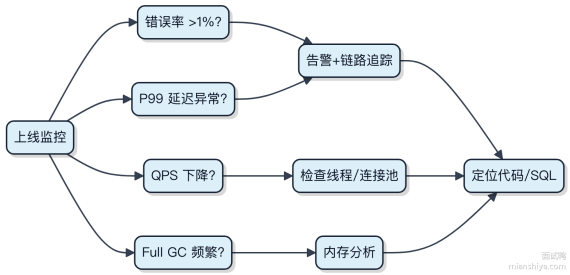 错误率 >1%?
告警+链路追踪
P99 延迟异常?
上线监控
QPS 下降?
检查线程/连接池
定位代码/SQL
Full GC 频繁?
内存分析
面试鸭
mianshiya.com